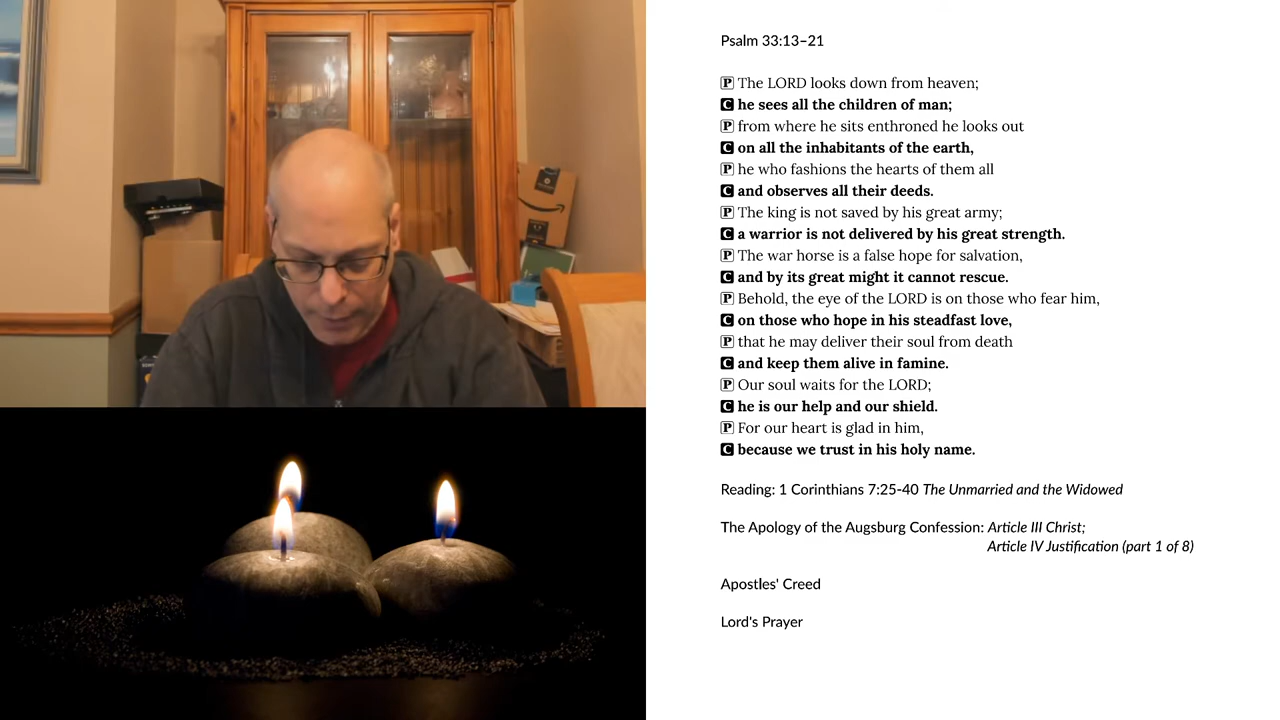 Psalm 33:13–21
P The LORD looks down from heaven;
C he sees all the children of man;
P from where he sits enthroned he looks out
C on all the inhabitants of the earth,
P he who fashions the hearts of them all
C and observes all their deeds.
P The king is not saved by his great army;
C a warrior is not delivered by his great strength.
P The war horse is a false hope for salvation,
C and by its great might it cannot rescue.
P Behold, the eye of the LORD is on those who fear him,
C on those who hope in his steadfast love,
P that he may deliver their soul from death
C and keep them alive in famine.
P Our soul waits for the LORD;
C he is our help and our shield.
P For our heart is glad in him,
C because we trust in his holy name.
Reading: 1 Corinthians 7:25-40 The Unmarried and the Widowed
The Apology of the Augsburg Confession: Article III Christ;
Article IV Justification (part 1 of 8)
Apostles' Creed
Lord's Prayer